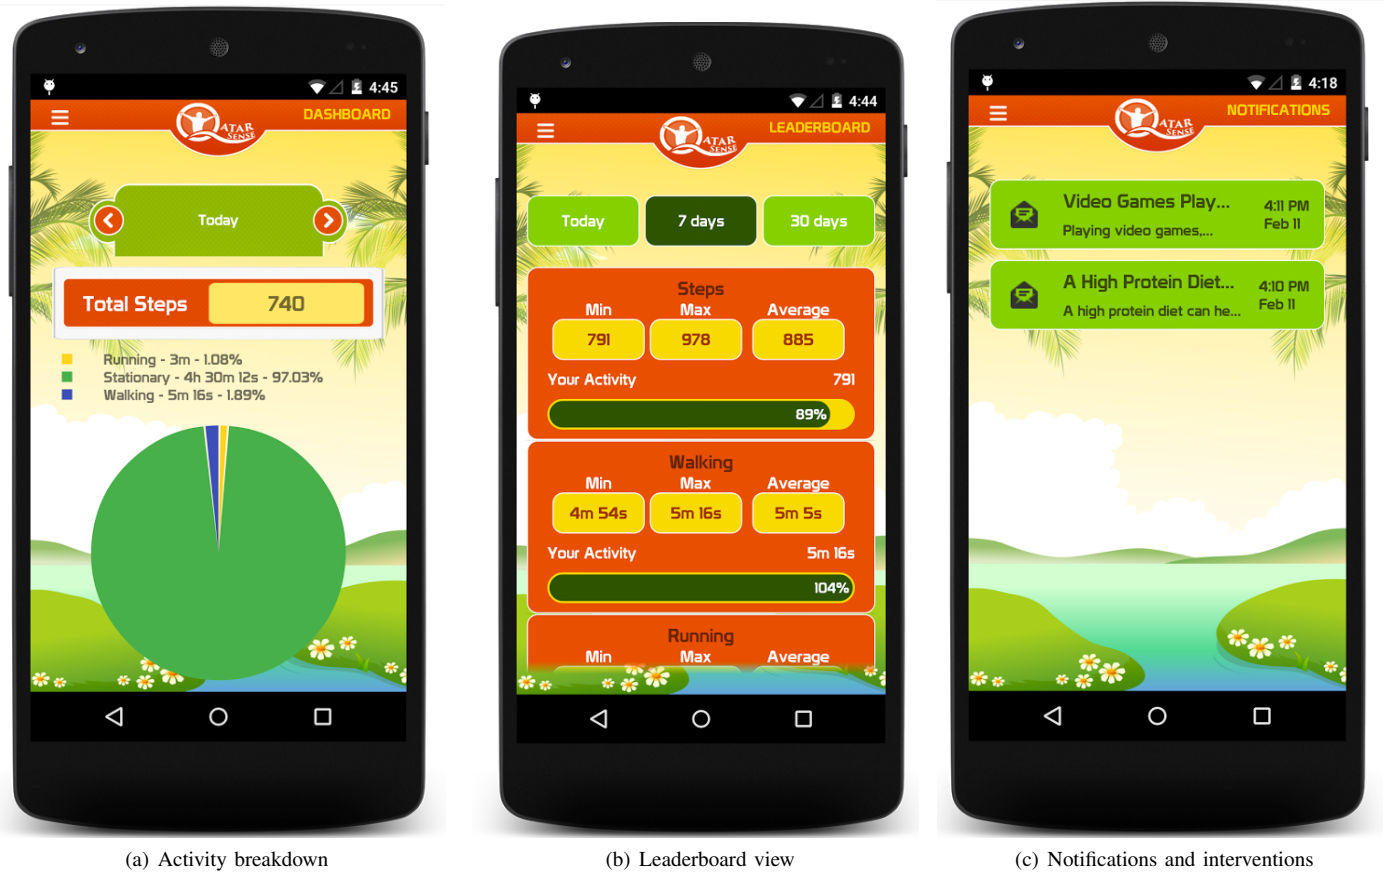 4:45
QATAR
SENSE
DASHBOARD
Today
Total Steps 740
Running - 3m - 1.08%
Stationary - 4h 30m 12s - 97.03%
Walking - 5m 16s - 1.89%
(a) Activity breakdown
4:44
QATAR
SENSE
LEADERBOARD
Today 7 days 30 days
Steps
Min Max Average
791 978 885
Your Activity 791
89%
Walking
Min Max Average
4m 54s 5m 16s 5m 5s
Your Activity 5m 16s
104%
Running
Min Max Average
(b) Leaderboard view
4:18
QATAR
SENSE
NOTIFICATIONS
Video Games Play... 4:11 PM
Playing video games,... Feb 11
A High Protein Diet... 4:10 PM
A high protein diet can he... Feb 11
(c) Notifications and interventions